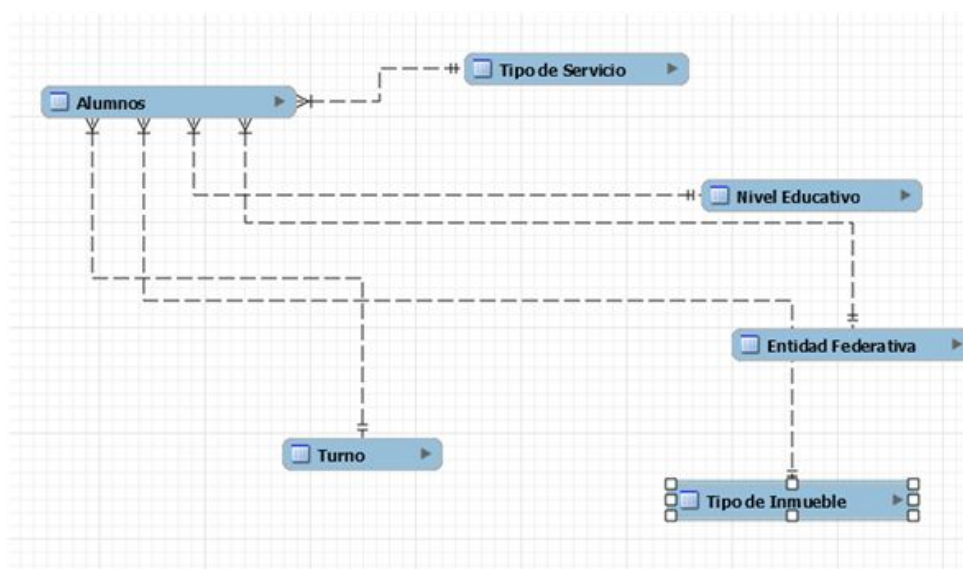 Tipo de Servicio
Alumnos
Nivel Educativo
Entidad Federativa
Turno
Tipo de Inmueble